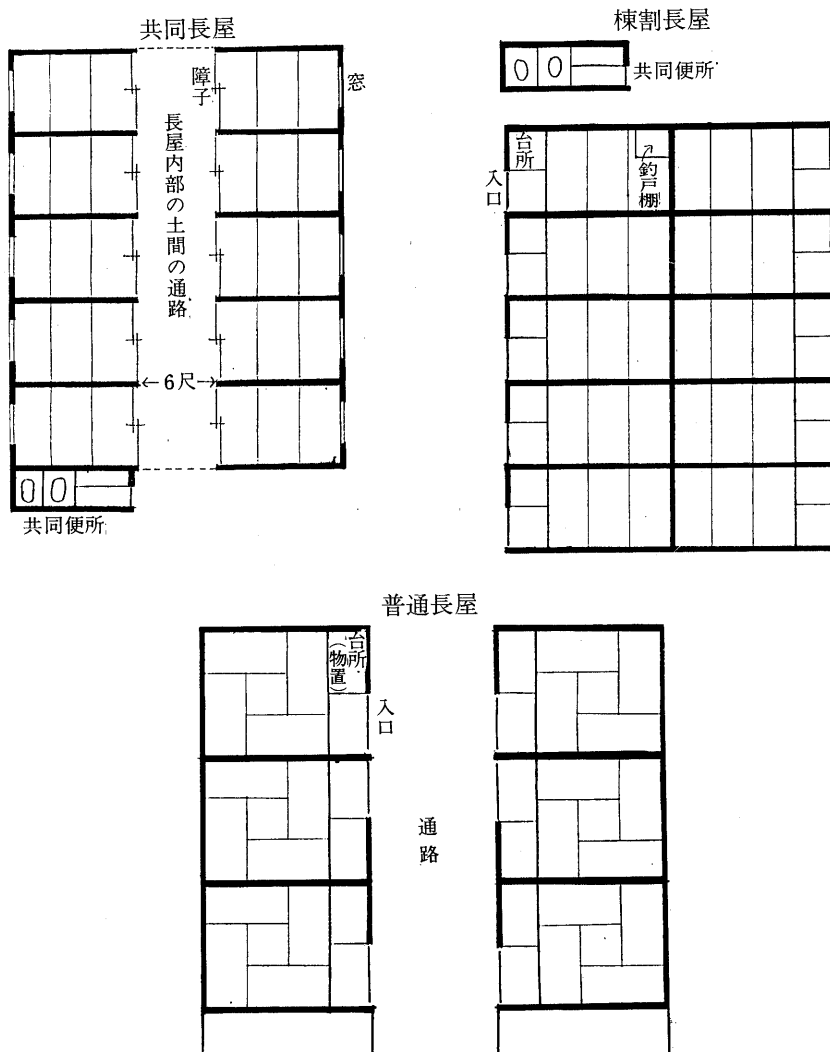 共同長屋
障子
窓
長屋内部の土間の通路
←6尺→
共同便所
棟割長屋
共同便所
台所
入口
釣戸棚
普通長屋
台所
(物置)
入口
通路